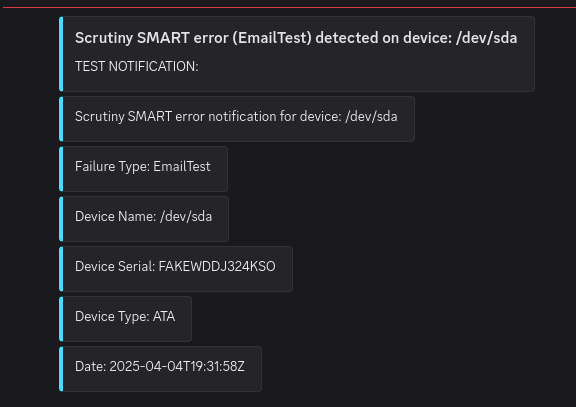 Scrutiny SMART error (EmailTest) detected on device: /dev/sda
TEST NOTIFICATION:
Scrutiny SMART error notification for device: /dev/sda
Failure Type: EmailTest
Device Name: /dev/sda
Device Serial: FAKEWDDJ324KSO
Device Type: ATA
Date: 2025-04-04T19:31:58Z